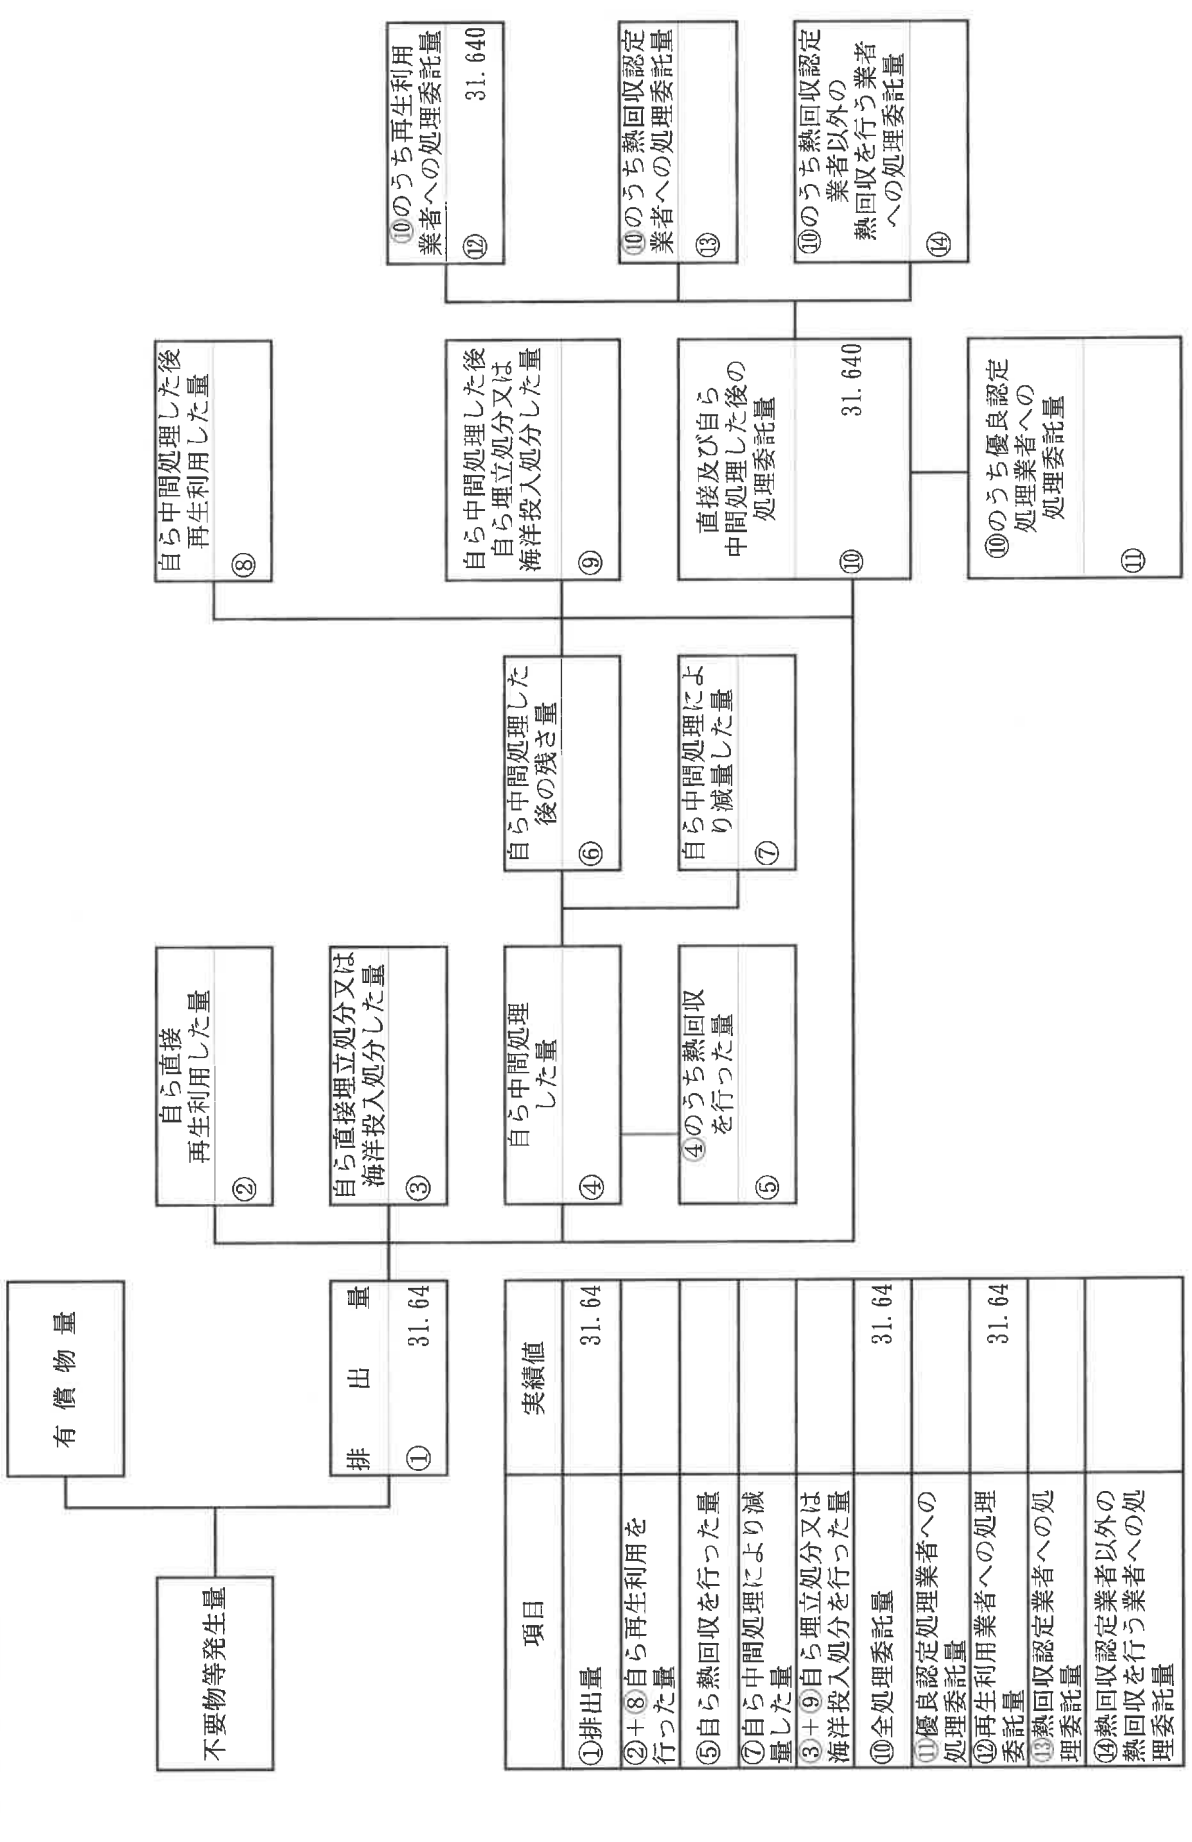 不要物等発生量
有償物量
排出量
① 31.64
自ら直接
再生利用した量
②
自ら直接埋立処分又は
海洋投入処分した量
③
自ら中間処理
した量
④
④のうち熱回収
を行った量
⑤
自ら中間処理した
後の残さ量
⑥
自ら中間処理によ
り減量した量
⑦
自ら中間処理した後
再生利用した量
⑧
自ら中間処理した後
自ら埋立処分又は
海洋投入処分した量
⑨
直接及び自ら
中間処理した後の
処理委託量
⑩ 31.640
⑩のうち優良認定
処理業者への
処理委託量
⑪
⑩のうち再生利用
業者への処理委託量
⑫ 31.640
⑩のうち熱回収認定
業者への処理委託量
⑬
⑩のうち熱回収認定
業者以外の
熱回収を行う業者
への処理委託量
⑭
項目 実績値
①排出量 31.64
②+⑧自ら再生利用を
行った量
⑤自ら熱回収を行った量
⑦自ら中間処理により減
量した量
③+⑨自ら埋立処分又は
海洋投入処分を行った量
⑩全処理委託量 31.64
⑪優良認定処理業者への
処理委託量
⑫再生利用業者への処理
委託量 31.64
⑬熱回収認定業者への処
理委託量
⑭熱回収認定業者以外の
熱回収を行う業者への処
理委託量